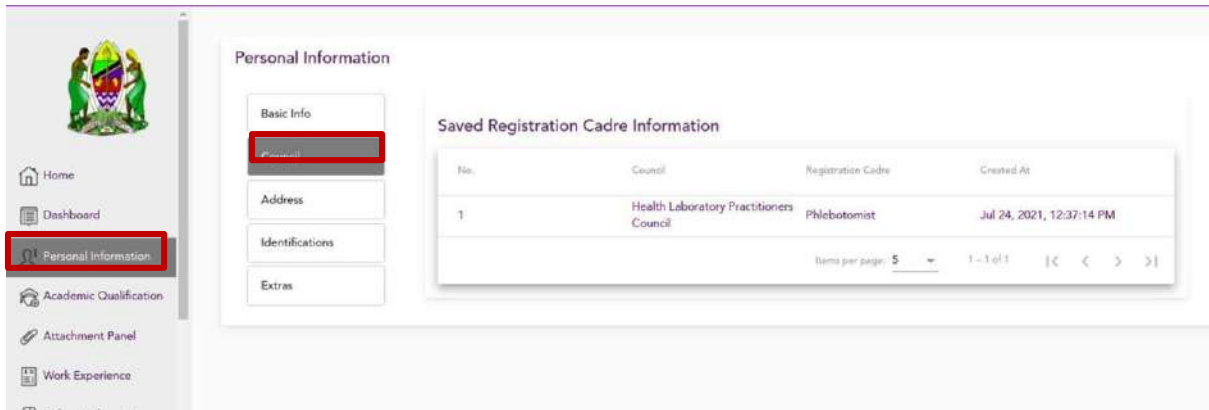 Personal Information
Basic Info
Council
Address
Identifications
Extras
Saved Registration Cadre Information
No. Council Registration Cadre Created At
1 Health Laboratory Practitioners Council Phlebotomist Jul 24, 2021, 12:37:14 PM
Items per page: 5 1 – 1 of 1
Home
Dashboard
Personal Information
Academic Qualification
Attachment Panel
Work Experience